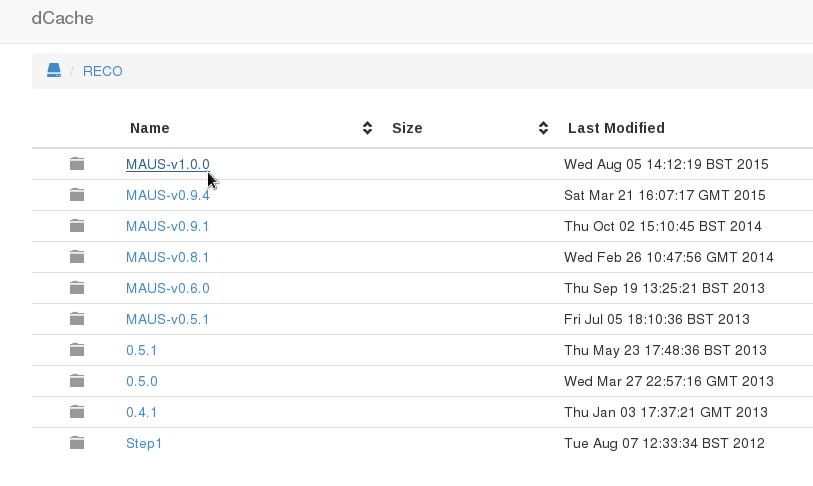 dCache
/ RECO
Name Size Last Modified
MAUS-v1.0.0 Wed Aug 05 14:12:19 BST 2015
MAUS-v0.9.4 Sat Mar 21 16:07:17 GMT 2015
MAUS-v0.9.1 Thu Oct 02 15:10:45 BST 2014
MAUS-v0.8.1 Wed Feb 26 10:47:56 GMT 2014
MAUS-v0.6.0 Thu Sep 19 13:25:21 BST 2013
MAUS-v0.5.1 Fri Jul 05 18:10:36 BST 2013
0.5.1 Thu May 23 17:48:36 BST 2013
0.5.0 Wed Mar 27 22:57:16 GMT 2013
0.4.1 Thu Jan 03 17:37:21 GMT 2013
Step1 Tue Aug 07 12:33:34 BST 2012